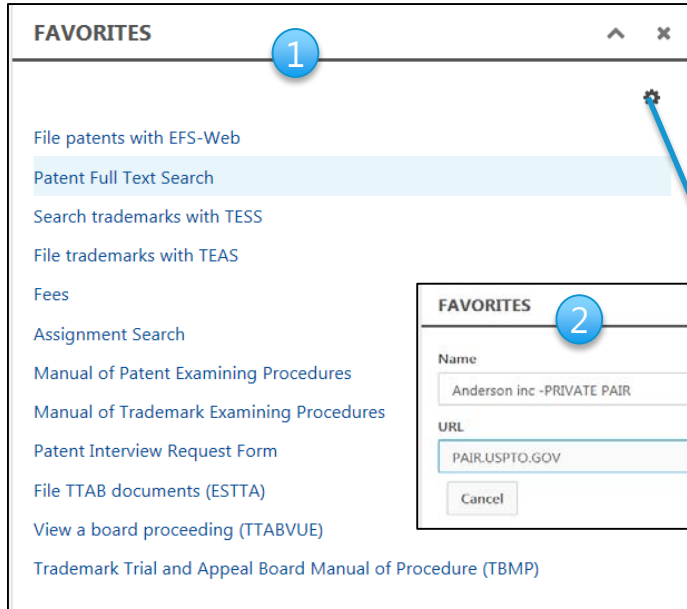 FAVORITES
1
File patents with EFS-Web
Patent Full Text Search
Search trademarks with TESS
File trademarks with TEAS
Fees
Assignment Search
Manual of Patent Examining Procedures
Manual of Trademark Examining Procedures
Patent Interview Request Form
File TTAB documents (ESTTA)
View a board proceeding (TTABVUE)
Trademark Trial and Appeal Board Manual of Procedure (TBMP)
FAVORITES
2
Name
Anderson inc -PRIVATE PAIR
URL
PAIR.USPTO.GOV
Cancel